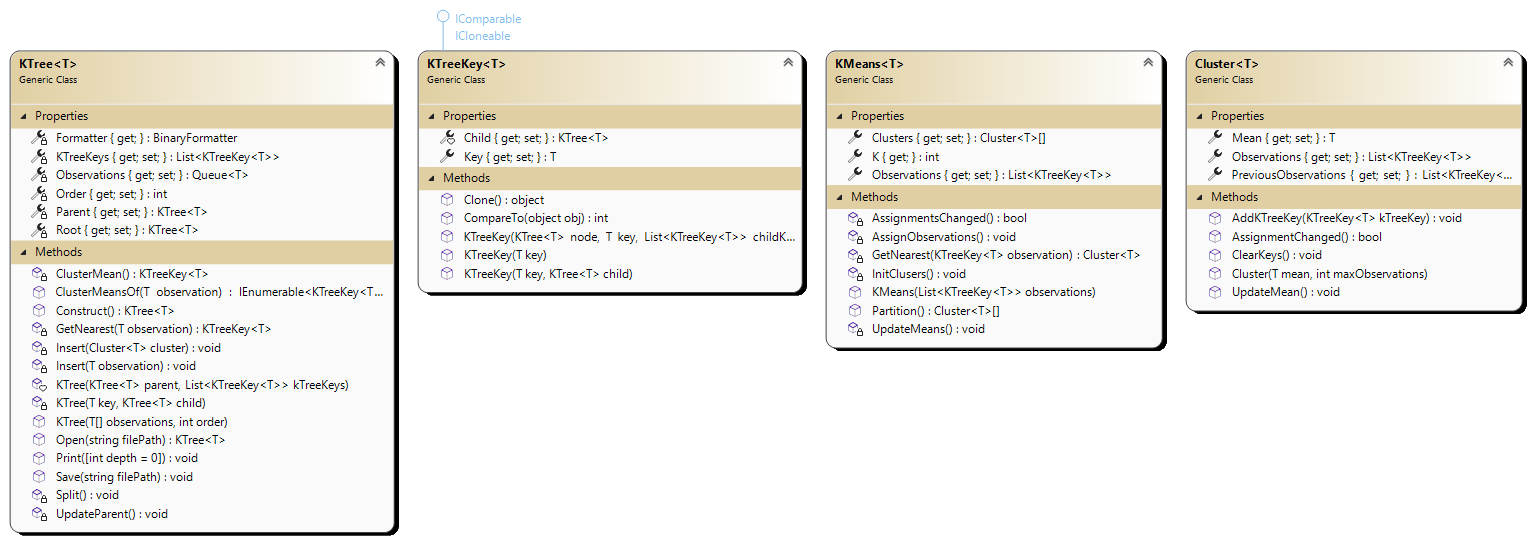 IComparable
ICloneable
KTree<T>
Generic Class
Properties
Formatter { get; } : BinaryFormatter
KTreeKeys { get; set; } : List<KTreeKey<T>>
Observations { get; set; } : Queue<T>
Order { get; set; } : int
Parent { get; set; } : KTree<T>
Root { get; set; } : KTree<T>
Methods
ClusterMean() : KTreeKey<T>
ClusterMeansOf(T observation) : IEnumerable<KTreeKey<T...
Construct() : KTree<T>
GetNearest(T observation) : KTreeKey<T>
Insert(Cluster<T> cluster) : void
Insert(T observation) : void
KTree(KTree<T> parent, List<KTreeKey<T>> kTreeKeys)
KTree(T key, KTree<T> child)
KTree(T[] observations, int order)
Open(string filePath) : KTree<T>
Print([int depth = 0]) : void
Save(string filePath) : void
Split() : void
UpdateParent() : void
KTreeKey<T>
Generic Class
Properties
Child { get; set; } : KTree<T>
Key { get; set; } : T
Methods
Clone() : object
CompareTo(object obj) : int
KTreeKey(KTree<T> node, T key, List<KTreeKey<T>> childK...
KTreeKey(T key)
KTreeKey(T key, KTree<T> child)
KMeans<T>
Generic Class
Properties
Clusters { get; set; } : Cluster<T>[]
K { get; } : int
Observations { get; set; } : List<KTreeKey<T>>
Methods
AssignmentsChanged() : bool
AssignObservations() : void
GetNearest(KTreeKey<T> observation) : Cluster<T>
InitClusers() : void
KMeans(List<KTreeKey<T>> observations)
Partition() : Cluster<T>[]
UpdateMeans() : void
Cluster<T>
Generic Class
Properties
Mean { get; set; } : T
Observations { get; set; } : List<KTreeKey<T>>
PreviousObservations { get; set; } : List<KTreeKey<...
Methods
AddKTreeKey(KTreeKey<T> kTreeKey) : void
AssignmentChanged() : bool
ClearKeys() : void
Cluster(T mean, int maxObservations)
UpdateMean() : void